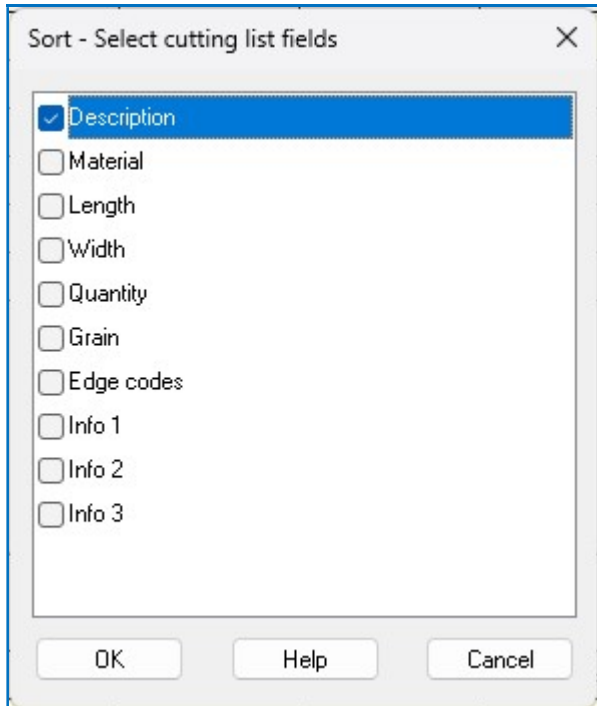 Sort - Select cutting list fields
Description
Material
Length
Width
Quantity
Grain
Edge codes
Info 1
Info 2
Info 3
OK Help Cancel